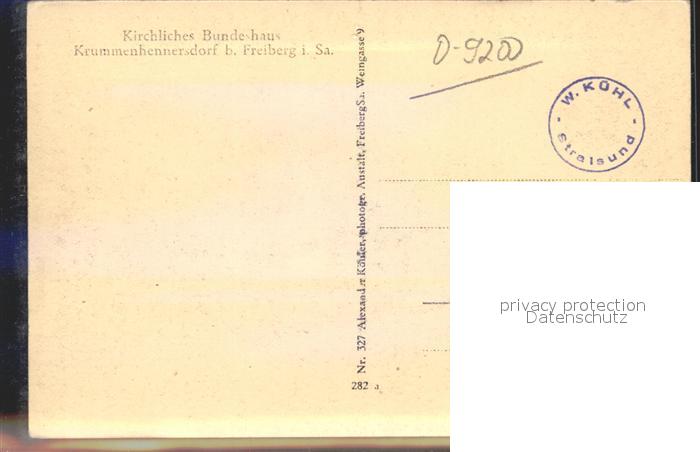 Kirchliches Bundeshaus
Krummenhennersdorf b. Freiberg i. Sa.
D-9200
W. KÜHL
Stralsund
Nr. 327 Alexander Köhler, photogr. Anstalt, Freiberg Sa. Weingasse 9
282 a
privacy protection
Datenschutz